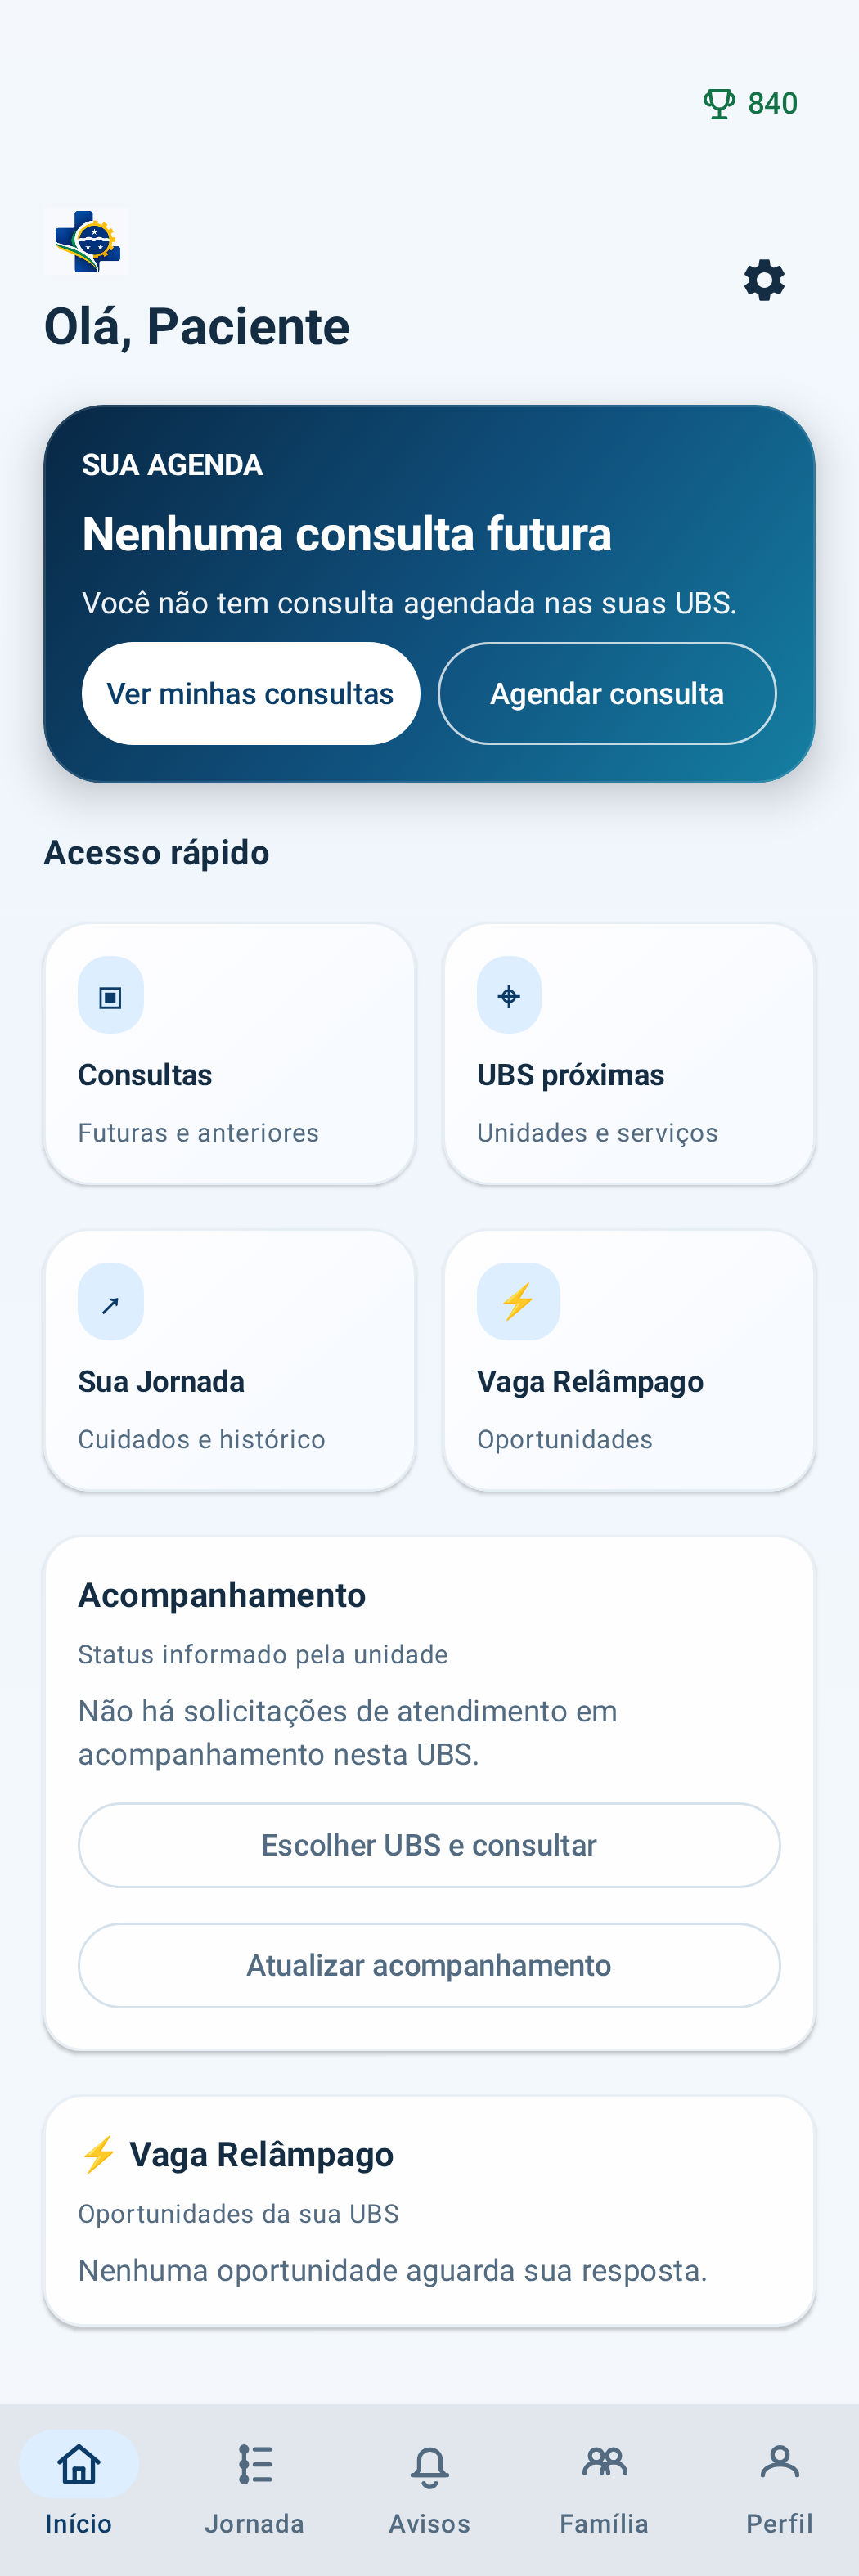 840
Olá, Paciente
SUA AGENDA
Nenhuma consulta futura
Você não tem consulta agendada nas suas UBS.
Ver minhas consultas
Agendar consulta
Acesso rápido
Consultas
Futuras e anteriores
UBS próximas
Unidades e serviços
Sua Jornada
Cuidados e histórico
⚡
Vaga Relâmpago
Oportunidades
Acompanhamento
Status informado pela unidade
Não há solicitações de atendimento em
acompanhamento nesta UBS.
Escolher UBS e consultar
Atualizar acompanhamento
⚡ Vaga Relâmpago
Oportunidades da sua UBS
Nenhuma oportunidade aguarda sua resposta.
Início
Jornada
Avisos
Família
Perfil